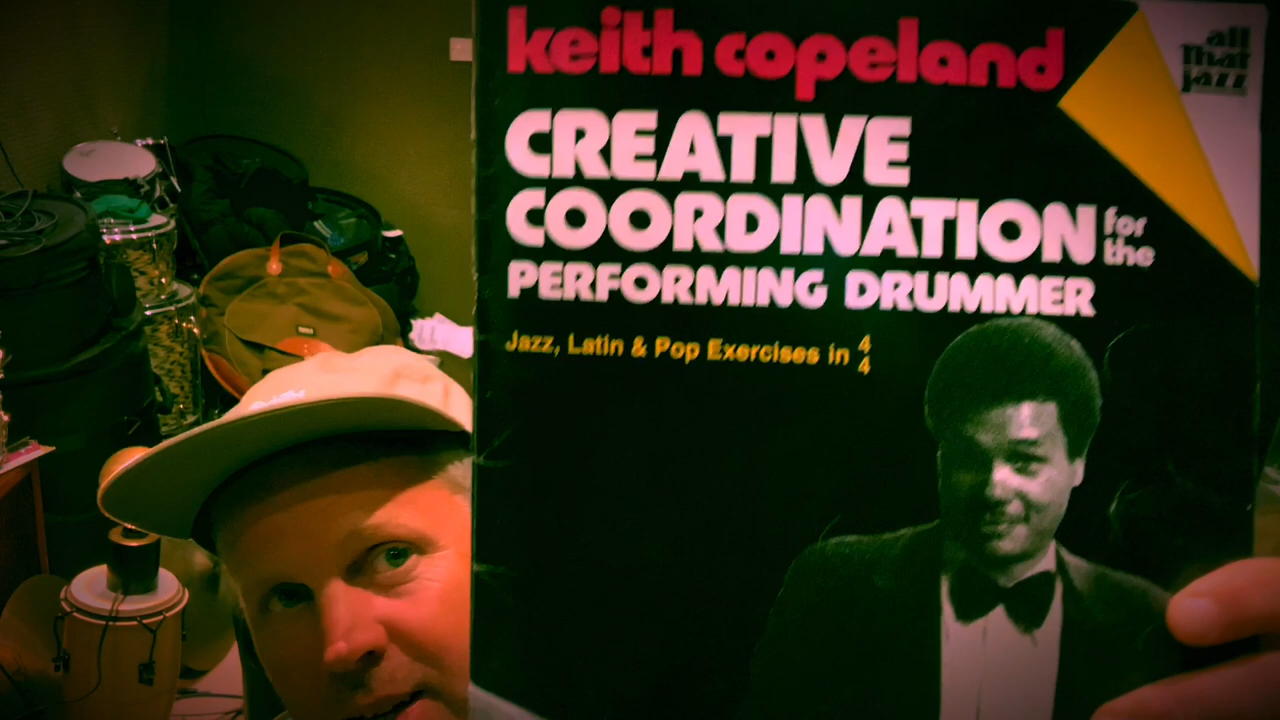 keith copeland
all
that
jazz
CREATIVE
COORDINATION for the
PERFORMING DRUMMER
Jazz, Latin & Pop Exercises in 4/4